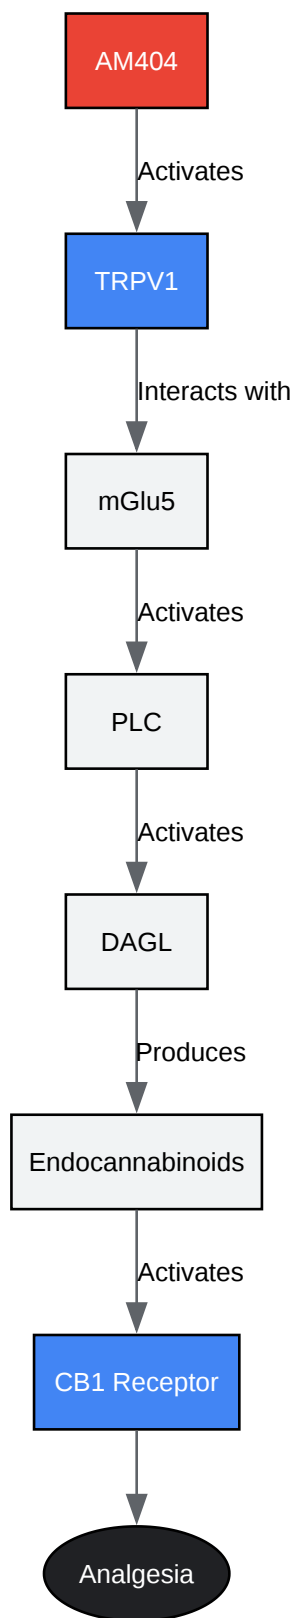 AM404
Activates
TRPV1
Interacts with
mGlu5
Activates
PLC
Activates
DAGL
Produces
Endocannabinoids
Activates
CB1 Receptor
Analgesia